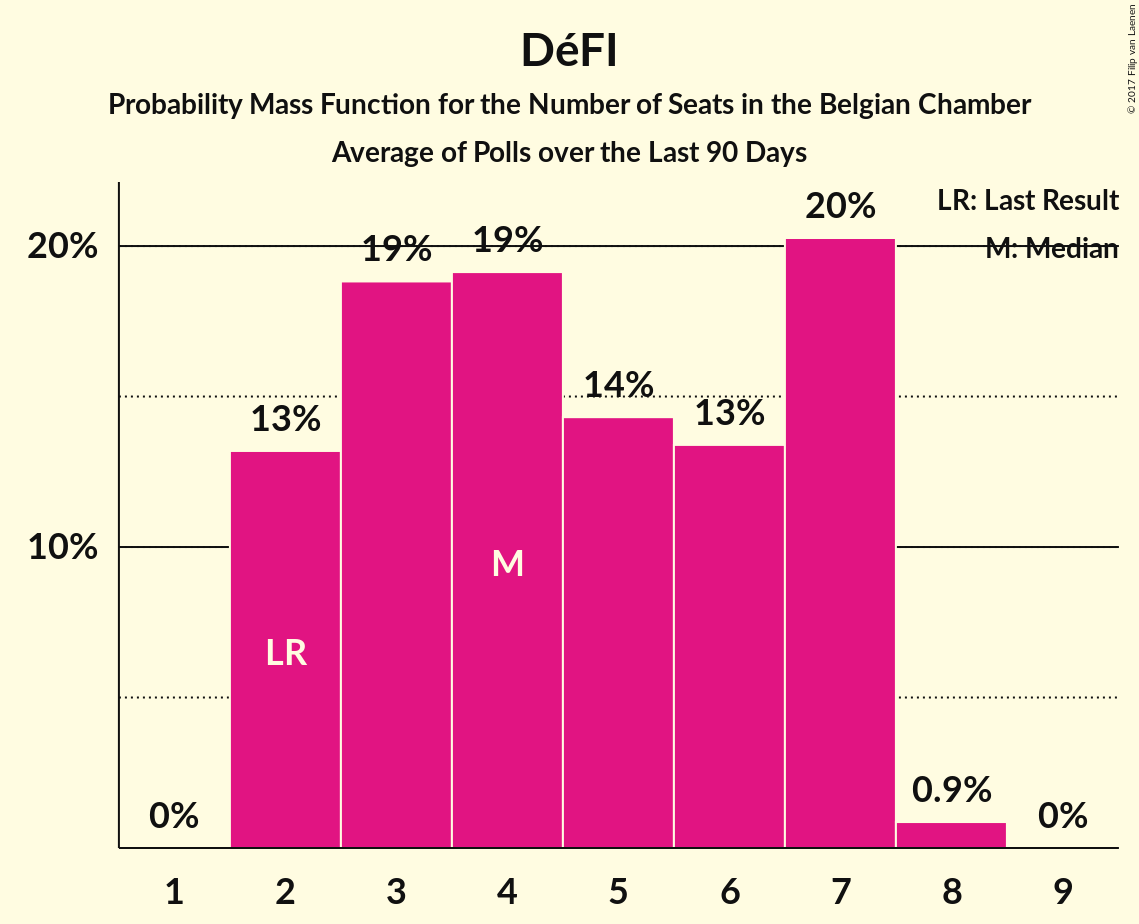 DéFI
Probability Mass Function for the Number of Seats in the Belgian Chamber
Average of Polls over the Last 90 Days
© 2017 Filip van Laenen
LR: Last Result
M: Median
20%
10%
0%
13%
19%
19%
14%
13%
20%
0.9%
0%
LR
M
1 2 3 4 5 6 7 8 9